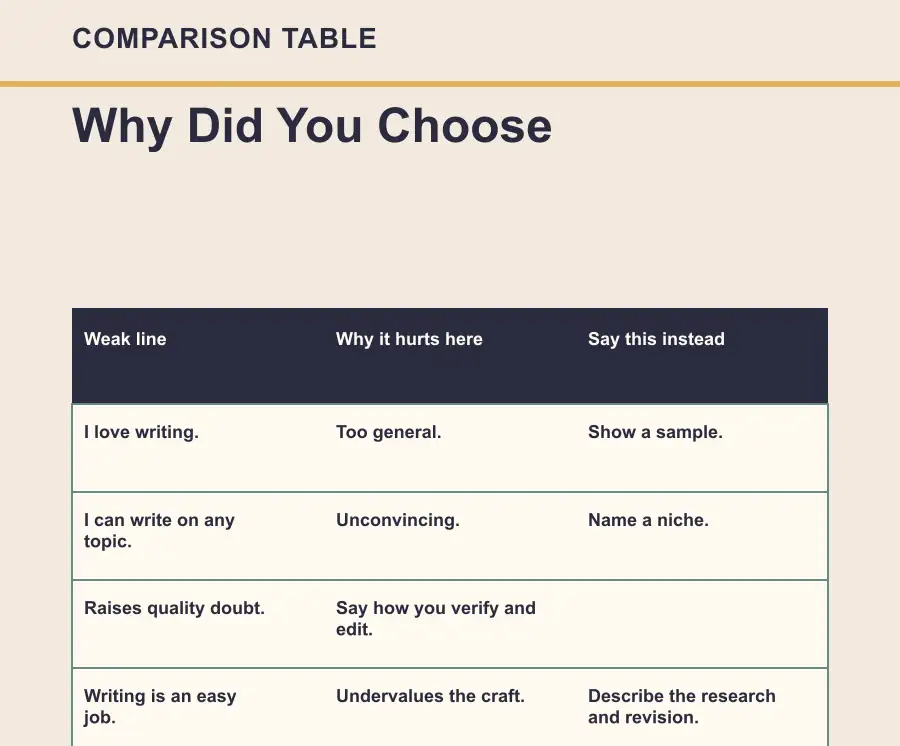 COMPARISON TABLE
Why Did You Choose
Weak line Why it hurts here Say this instead
I love writing. Too general. Show a sample.
I can write on any Unconvincing. Name a niche.
topic.
Raises quality doubt. Say how you verify and
edit.
Writing is an easy Undervalues the craft. Describe the research
job. and revision.